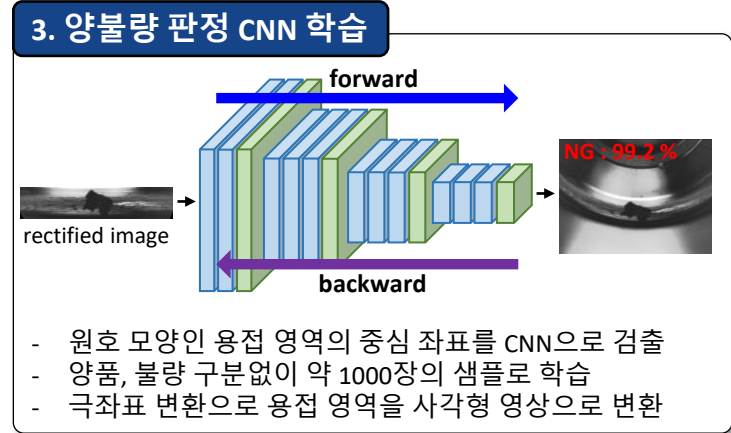 3. 양불량 판정 CNN 학습
forward
NG : 99.2 %
rectified image
backward
- 원호 모양인 용접 영역의 중심 좌표를 CNN으로 검출
- 양품, 불량 구분없이 약 1000장의 샘플로 학습
- 극좌표 변환으로 용접 영역을 사각형 영상으로 변환